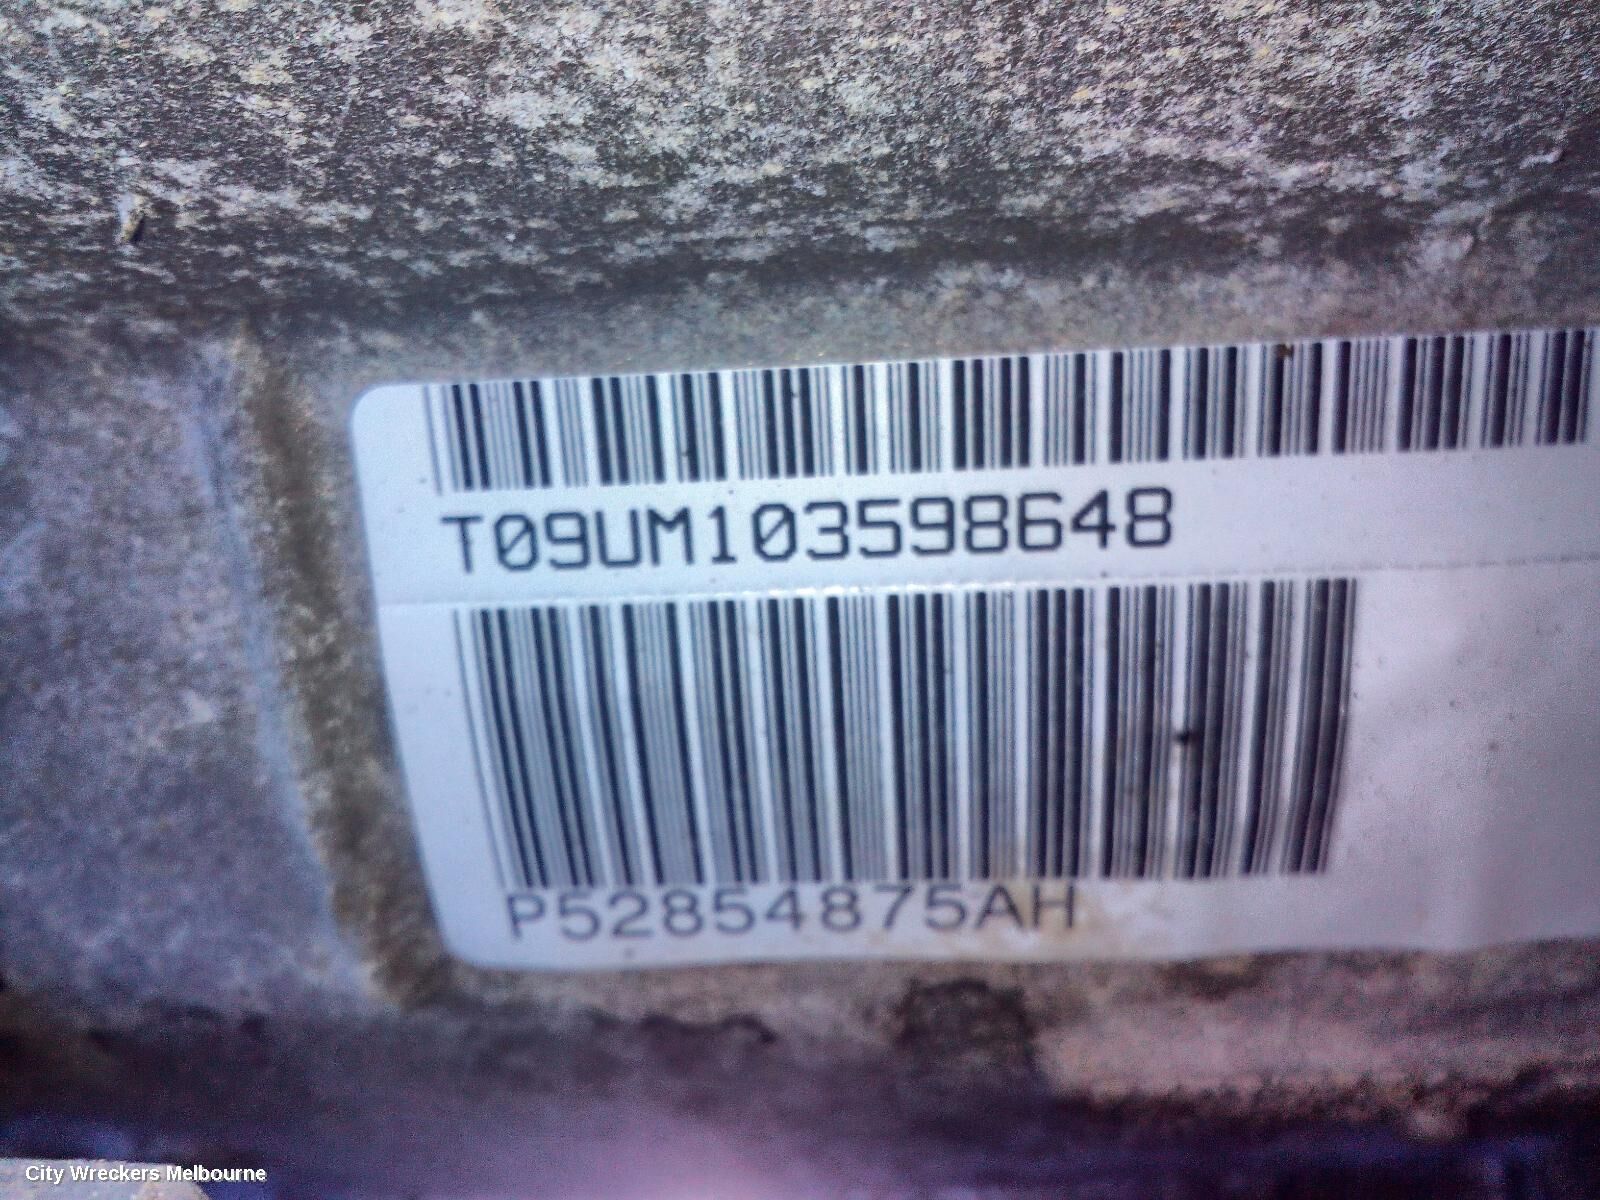 T09UM103598648
P52854875AH
City Wreckers Melbourne